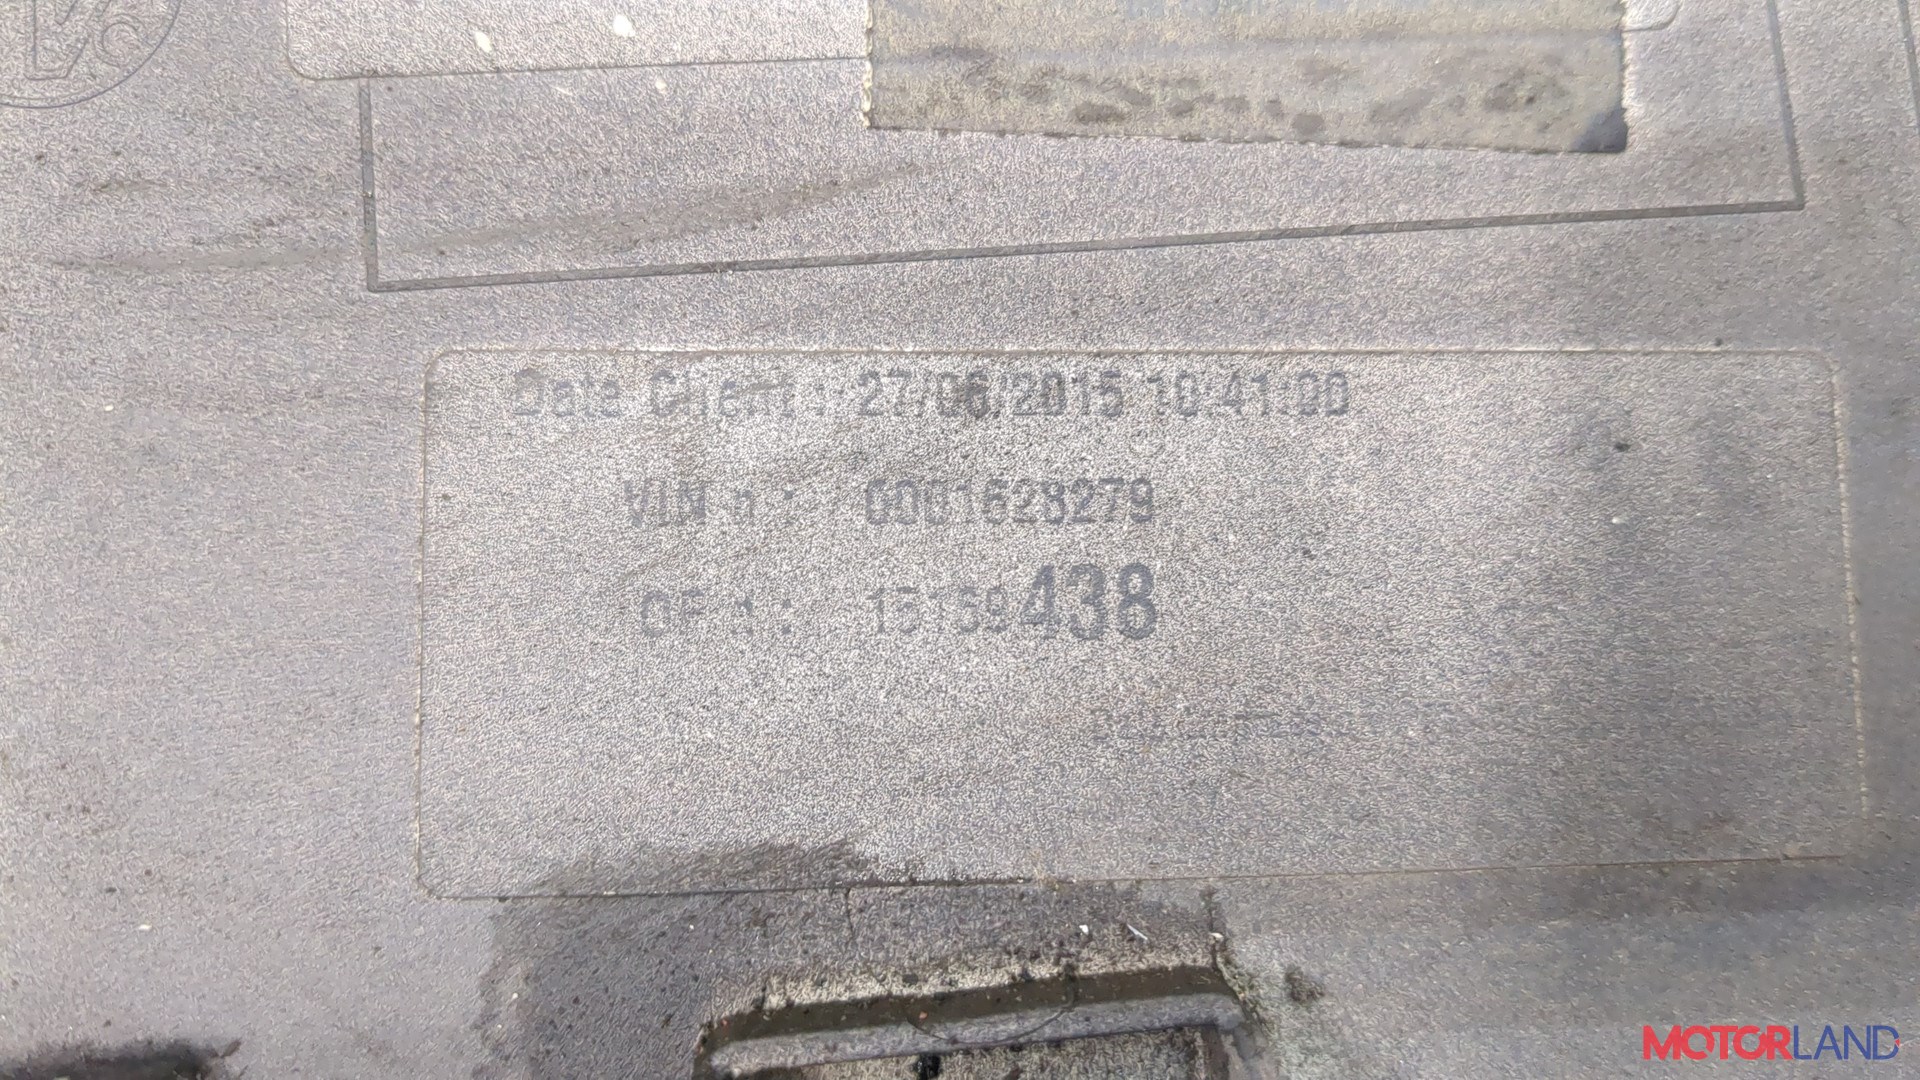 Date Client : 27/06/2015 10:41:00
VIN n : 0001628279
OF n : 15159438
MOTORLAND